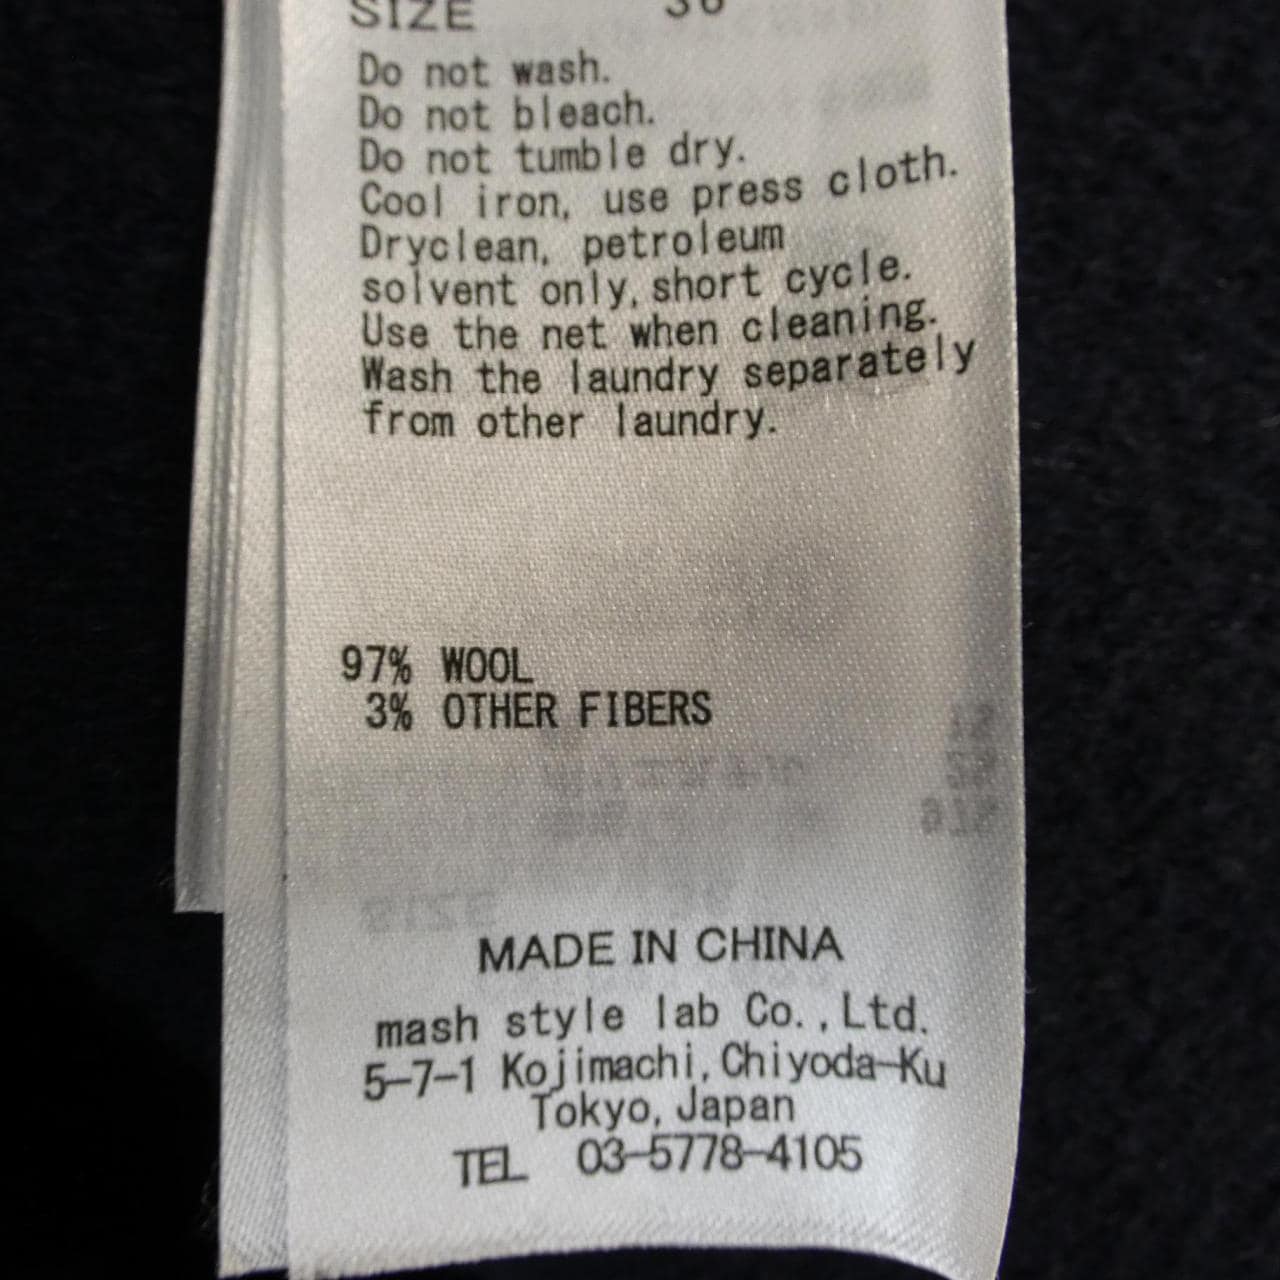 SIZE 36
Do not wash.
Do not bleach.
Do not tumble dry.
Cool iron, use press cloth.
Dryclean, petroleum
solvent only, short cycle.
Use the net when cleaning.
Wash the laundry separately
from other laundry.
97% WOOL
3% OTHER FIBERS
MADE IN CHINA
mash style lab Co.,Ltd.
5-7-1 Kojimachi,Chiyoda-Ku
Tokyo,Japan
TEL 03-5778-4105